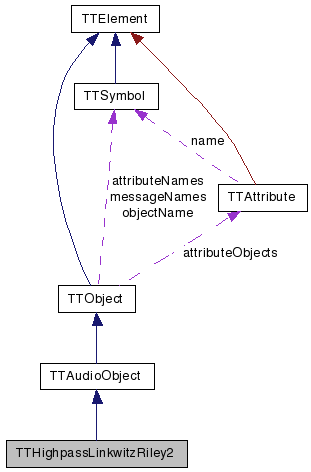 TTElement
TTSymbol
name
attributeNames
messageNames
objectName
TTAttribute
attributeObjects
TTObject
TTAudioObject
TTHighpassLinkwitzRiley2